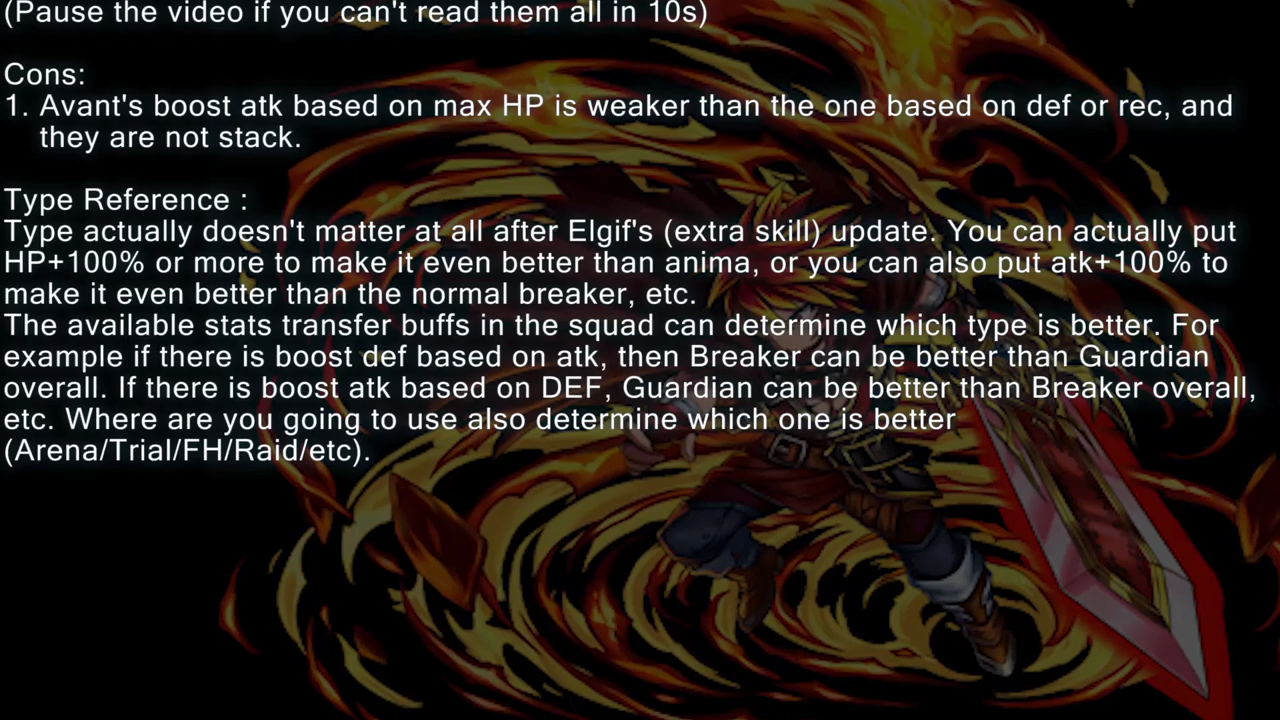 (Pause the video if you can't read them all in 10s)
Cons:
1. Avant's boost atk based on max HP is weaker than the one based on def or rec, and
they are not stack.
Type Reference :
Type actually doesn't matter at all after Elgif's (extra skill) update. You can actually put
HP+100% or more to make it even better than anima, or you can also put atk+100% to
make it even better than the normal breaker, etc.
The available stats transfer buffs in the squad can determine which type is better. For
example if there is boost def based on atk, then Breaker can be better than Guardian
overall. If there is boost atk based on DEF, Guardian can be better than Breaker overall,
etc. Where are you going to use also determine which one is better
(Arena/Trial/FH/Raid/etc).